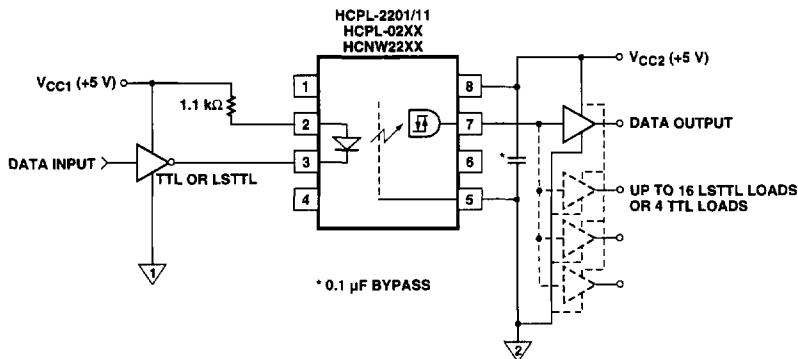 HCPL-2201/11
HCPL-02XX
HCNW22XX
VCC1 (+5 V)
1.1 kΩ
1
2
3
4
8
7
6
5
VCC2 (+5 V)
DATA INPUT
TTL OR LSTTL
*
DATA OUTPUT
UP TO 16 LSTTL LOADS
OR 4 TTL LOADS
1
* 0.1 µF BYPASS
2